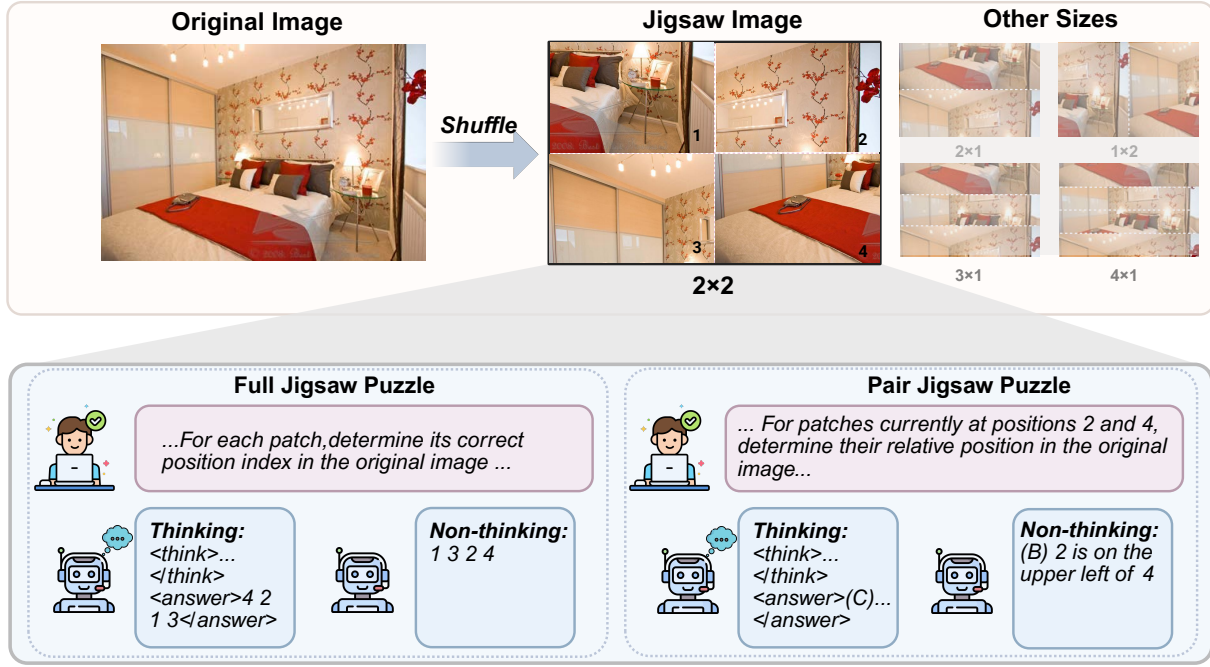 Original Image
Jigsaw Image
Other Sizes
Shuffle
1
2
3
4
2×2
2×1
1×2
3×1
4×1
Full Jigsaw Puzzle
...For each patch,determine its correct
position index in the original image ...
Thinking:
<think>...
</think>
<answer>4 2
1 3</answer>
Non-thinking:
1 3 2 4
Pair Jigsaw Puzzle
... For patches currently at positions 2 and 4,
determine their relative position in the original
image...
Thinking:
<think>...
</think>
<answer>(C)...
</answer>
Non-thinking:
(B) 2 is on the
upper left of 4